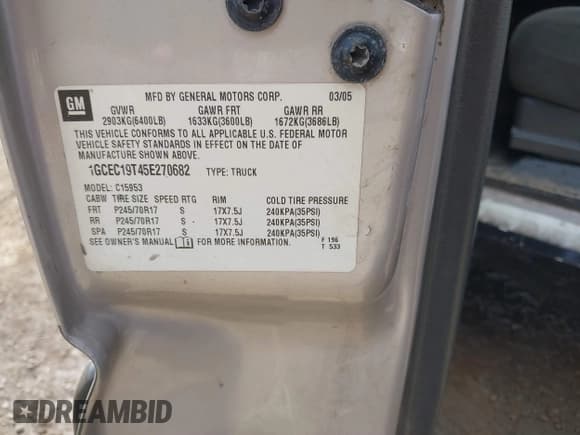 GM
MFD BY GENERAL MOTORS CORP. 03/05
GVWR GAWR FRT GAWR RR
2903KG(6400LB) 1633KG(3600LB) 1672KG(3686LB)
THIS VEHICLE CONFORMS TO ALL APPLICABLE U.S. FEDERAL MOTOR
VEHICLE SAFETY STANDARDS IN EFFECT ON THE DATE OF
MANUFACTURE SHOWN ABOVE.
1GCEC19T45E270682 TYPE: TRUCK
MODEL: C15953
CABW TIRE SIZE SPEED RTG RIM COLD TIRE PRESSURE
FRT P245/70R17 S 17X7.5J 240KPA(35PSI)
RR P245/70R17 S 17X7.5J 240KPA(35PSI)
SPA P245/70R17 S 17X7.5J 240KPA(35PSI)
SEE OWNER'S MANUAL FOR MORE INFORMATION. F 196
T 533
DREAMBID